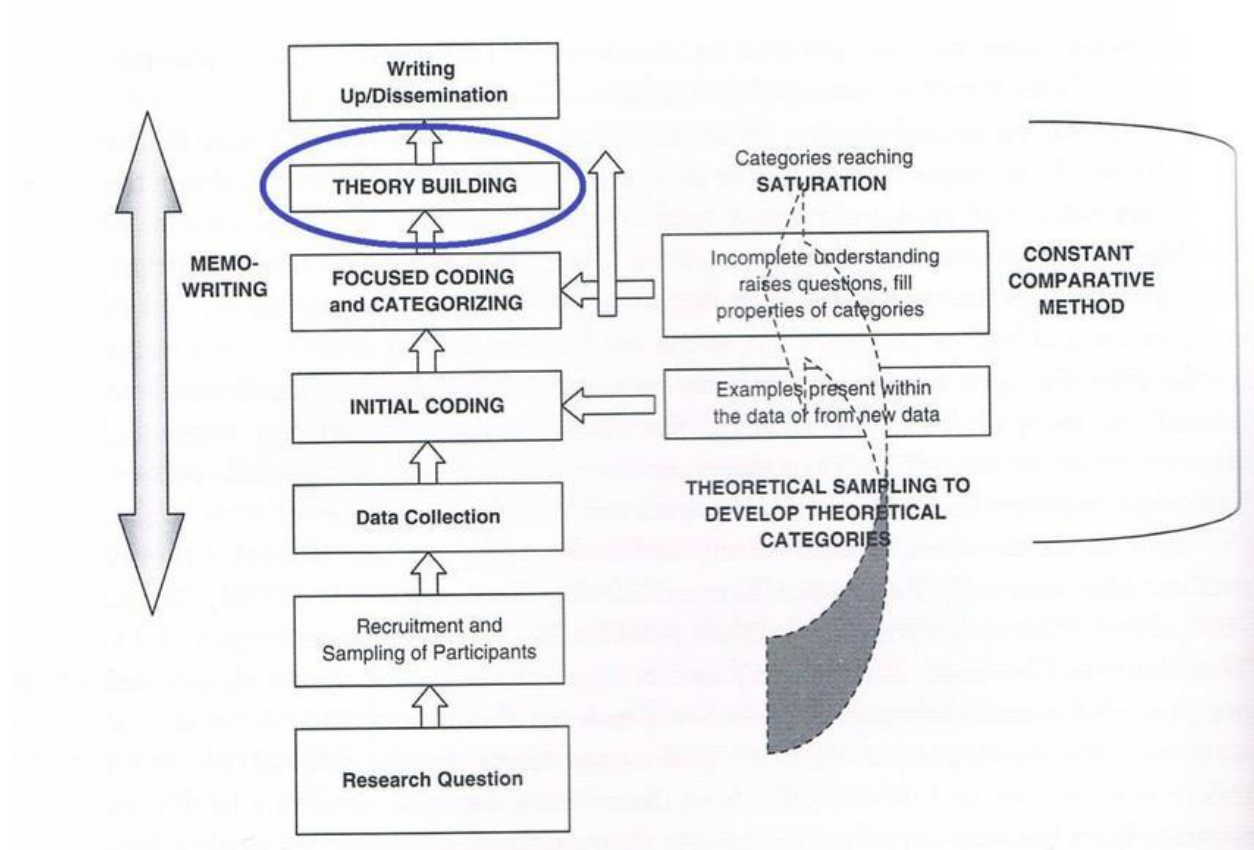 Writing
Up/Dissemination
THEORY BUILDING
MEMO-
WRITING
FOCUSED CODING
and CATEGORIZING
INITIAL CODING
Data Collection
Recruitment and
Sampling of Participants
Research Question
Categories reaching
SATURATION
Incomplete understanding
raises questions, fill
properties of categories
Examples present within
the data of from new data
THEORETICAL SAMPLING TO
DEVELOP THEORETICAL
CATEGORIES
CONSTANT
COMPARATIVE
METHOD